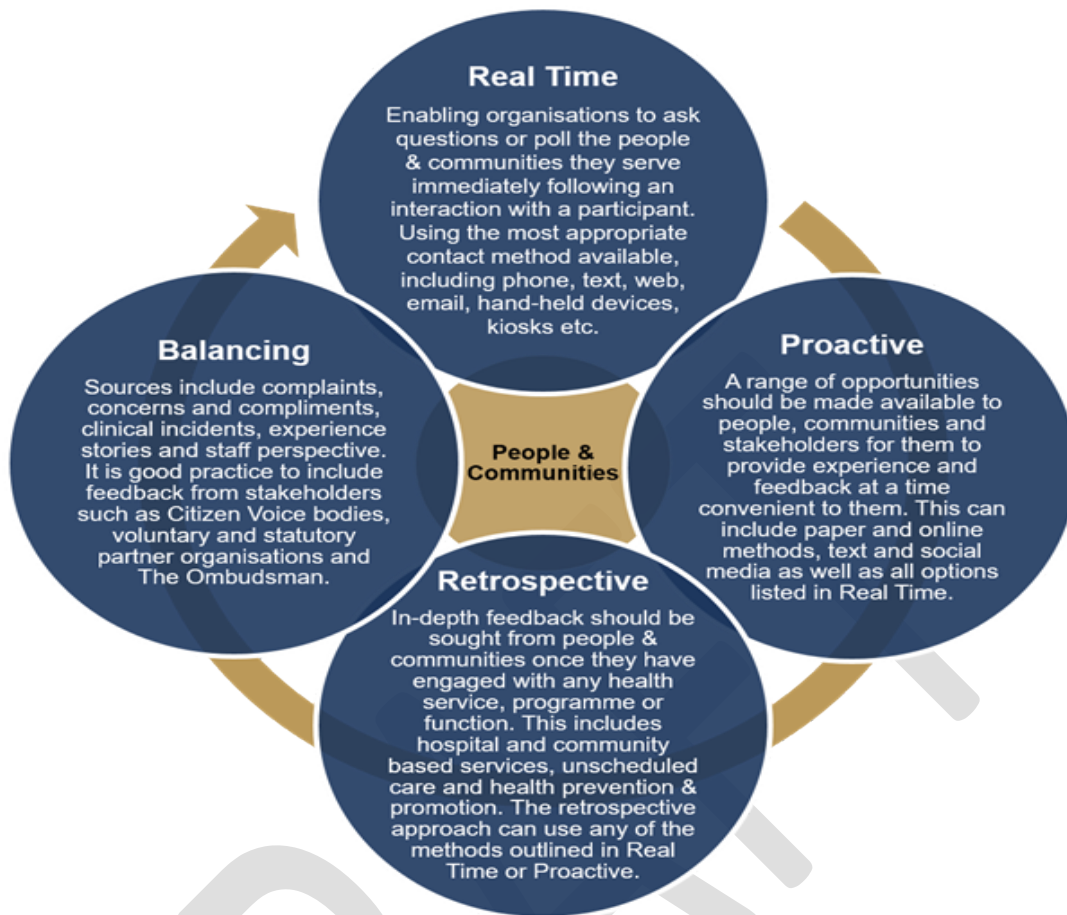 Real Time
Enabling organisations to ask
questions or poll the people
& communities they serve
immediately following an
interaction with a participant.
Using the most appropriate
contact method available,
including phone, text, web,
email, hand-held devices,
kiosks etc.
Proactive
A range of opportunities
should be made available to
people, communities and
stakeholders for them to
provide experience and
feedback at a time
convenient to them. This can
include paper and online
methods, text and social
media as well as all options
listed in Real Time.
Retrospective
In-depth feedback should be
sought from people &
communities once they have
engaged with any health
service, programme or
function. This includes
hospital and community
based services, unscheduled
care and health prevention &
promotion. The retrospective
approach can use any of the
methods outlined in Real
Time or Proactive.
Balancing
Sources include complaints,
concerns and compliments,
clinical incidents, experience
stories and staff perspective.
It is good practice to include
feedback from stakeholders
such as Citizen Voice bodies,
voluntary and statutory
partner organisations and
The Ombudsman.
People &
Communities